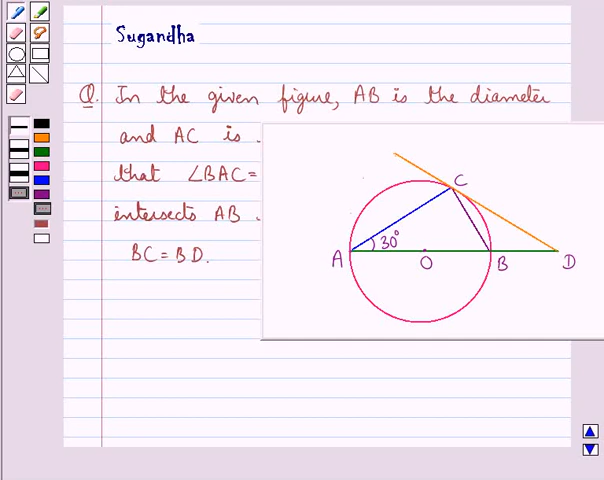 Sugandha
Q. In the given figure, AB is the diameter
and AC is
that ∠BAC=
intersects AB
BC=BD.
C
30°
A
O
B
D